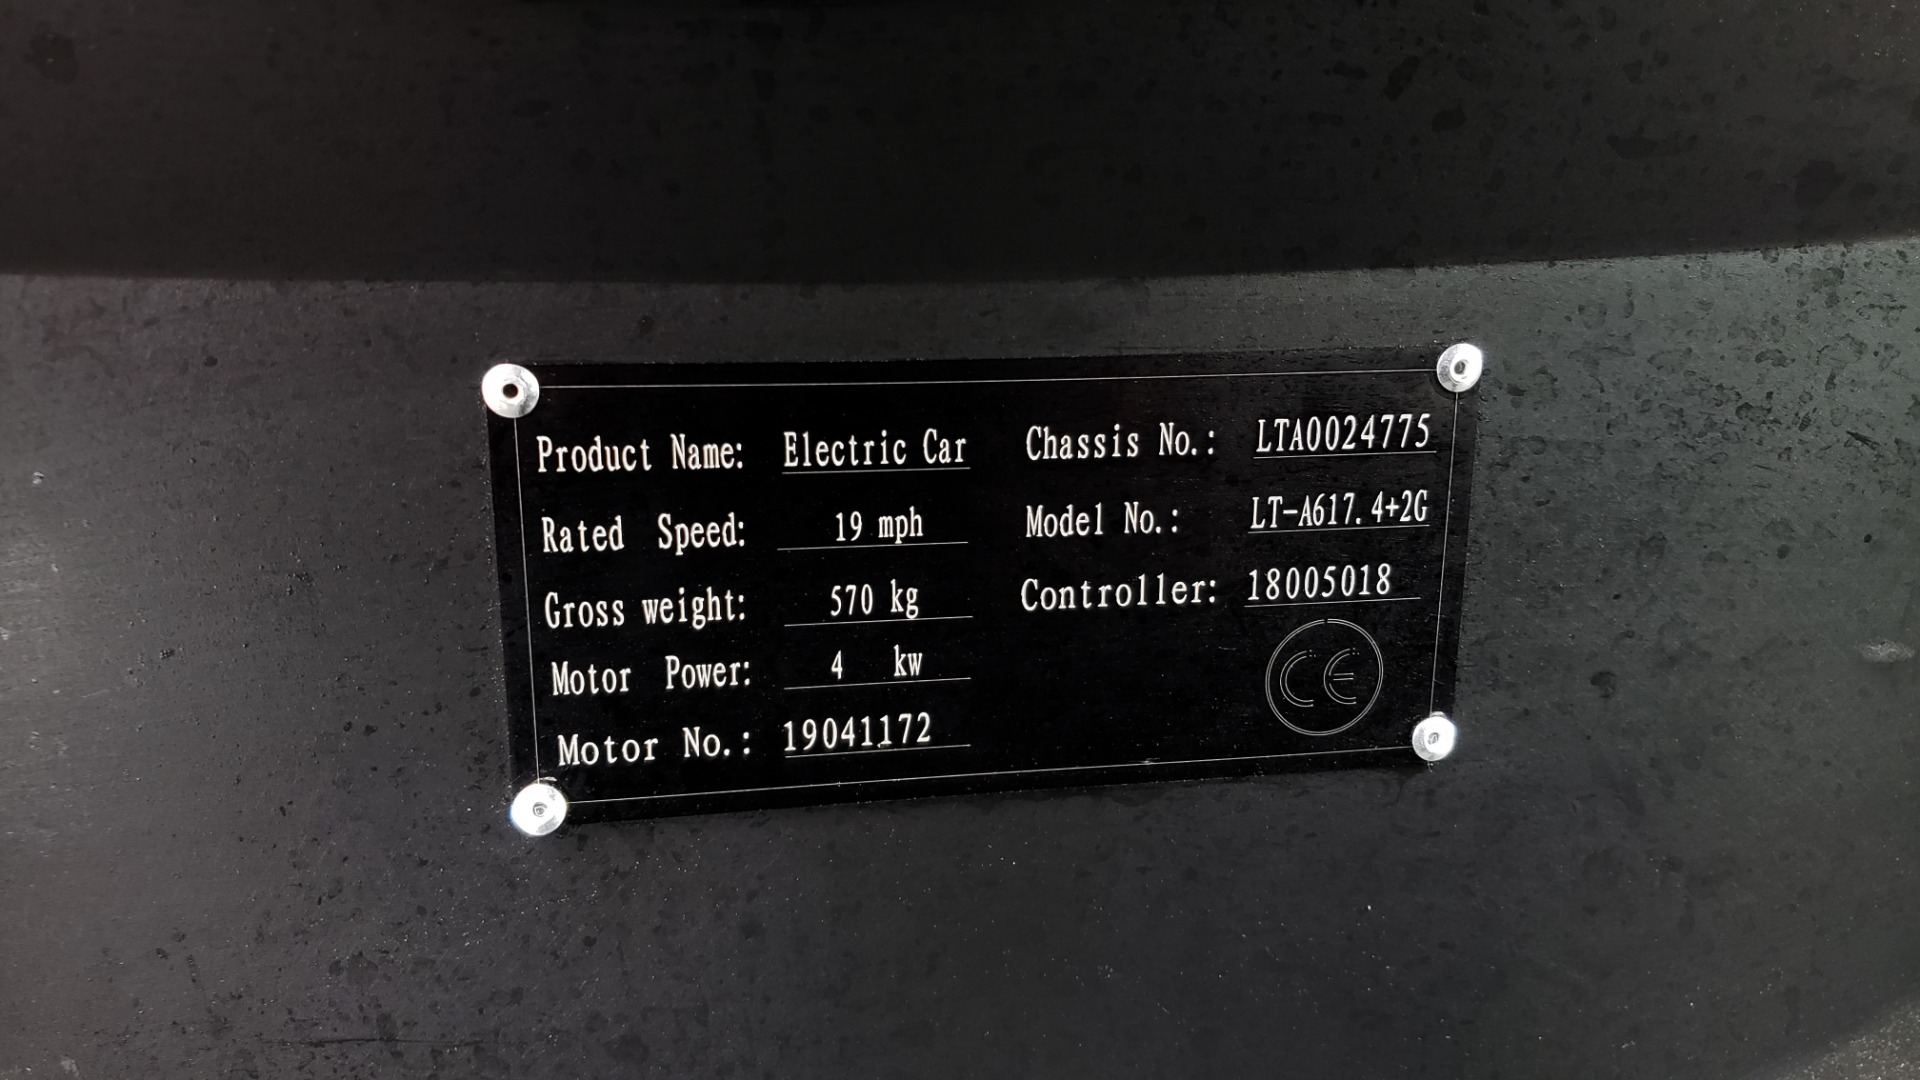 Product Name: Electric Car
Rated Speed: 19 mph
Gross weight: 570 kg
Motor Power: 4 kw
Motor No.: 19041172
Chassis No.: LTA0024775
Model No.: LT-A617.4+2G
Controller: 18005018
CE